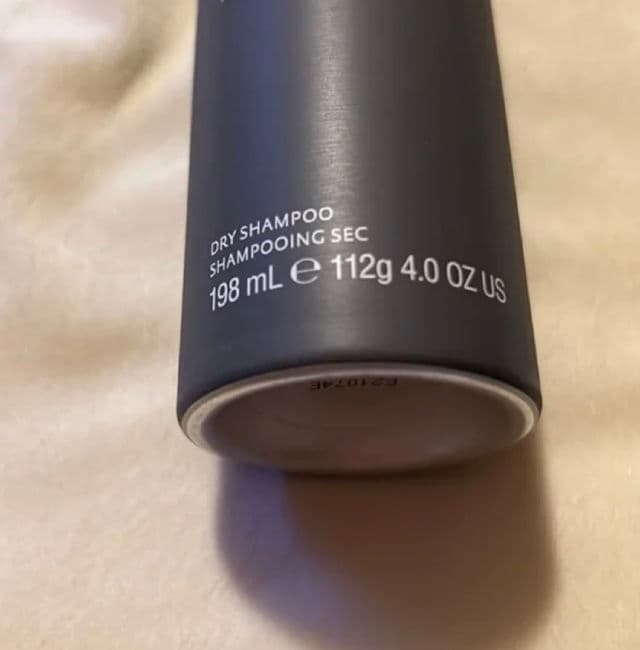 DRY SHAMPOO
SHAMPOOING SEC
198 mL ℮ 112g 4.0 OZ US